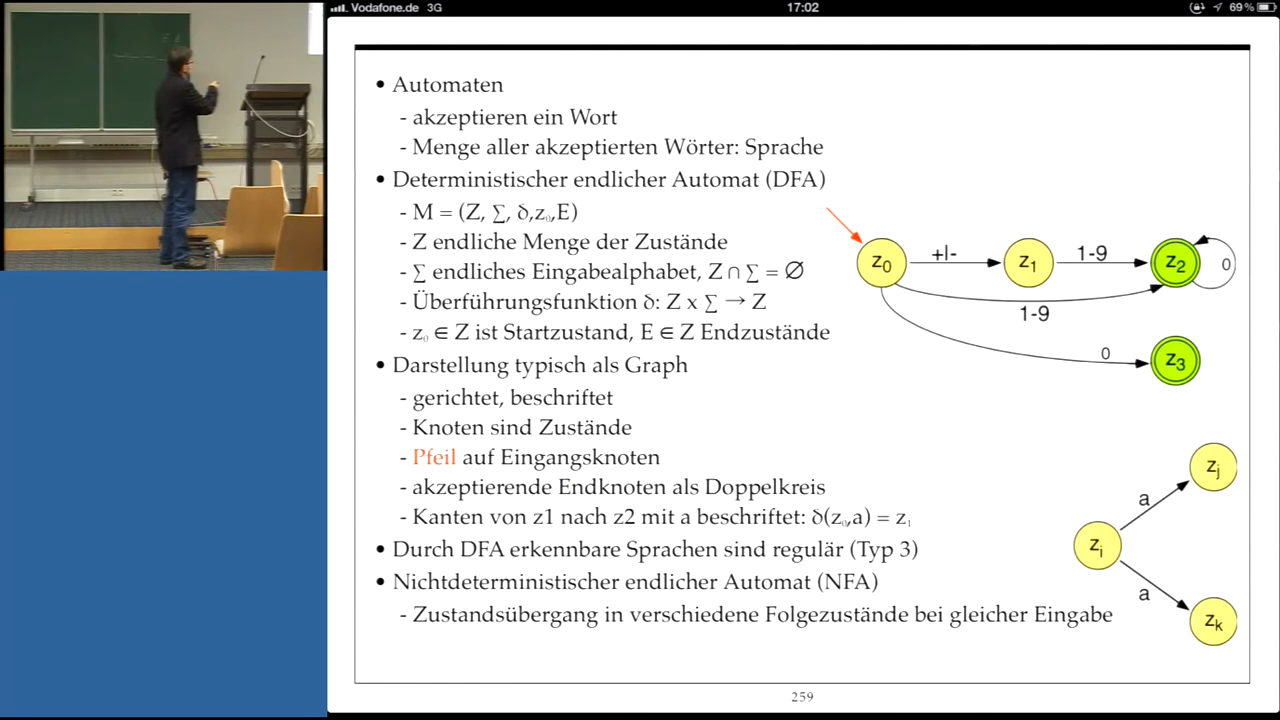 Vodafone.de 3G 17:02 69 %
• Automaten
- akzeptieren ein Wort
- Menge aller akzeptierten Wörter: Sprache
• Deterministischer endlicher Automat (DFA)
- M = (Z, ∑, δ,z₀,E)
- Z endliche Menge der Zustände
- ∑ endliches Eingabealphabet, Z ∩ ∑ = ∅
- Überführungsfunktion δ: Z x ∑ → Z
- z₀ ∈ Z ist Startzustand, E ∈ Z Endzustände
• Darstellung typisch als Graph
- gerichtet, beschriftet
- Knoten sind Zustände
- Pfeil auf Eingangsknoten
- akzeptierende Endknoten als Doppelkreis
- Kanten von z1 nach z2 mit a beschriftet: δ(z₀,a) = z₁
• Durch DFA erkennbare Sprachen sind regulär (Typ 3)
• Nichtdeterministischer endlicher Automat (NFA)
- Zustandsübergang in verschiedene Folgezustände bei gleicher Eingabe
z₀
+|-
z₁
1-9
z₂
0
1-9
0
z₃
zⱼ
a
zᵢ
a
zₖ
259